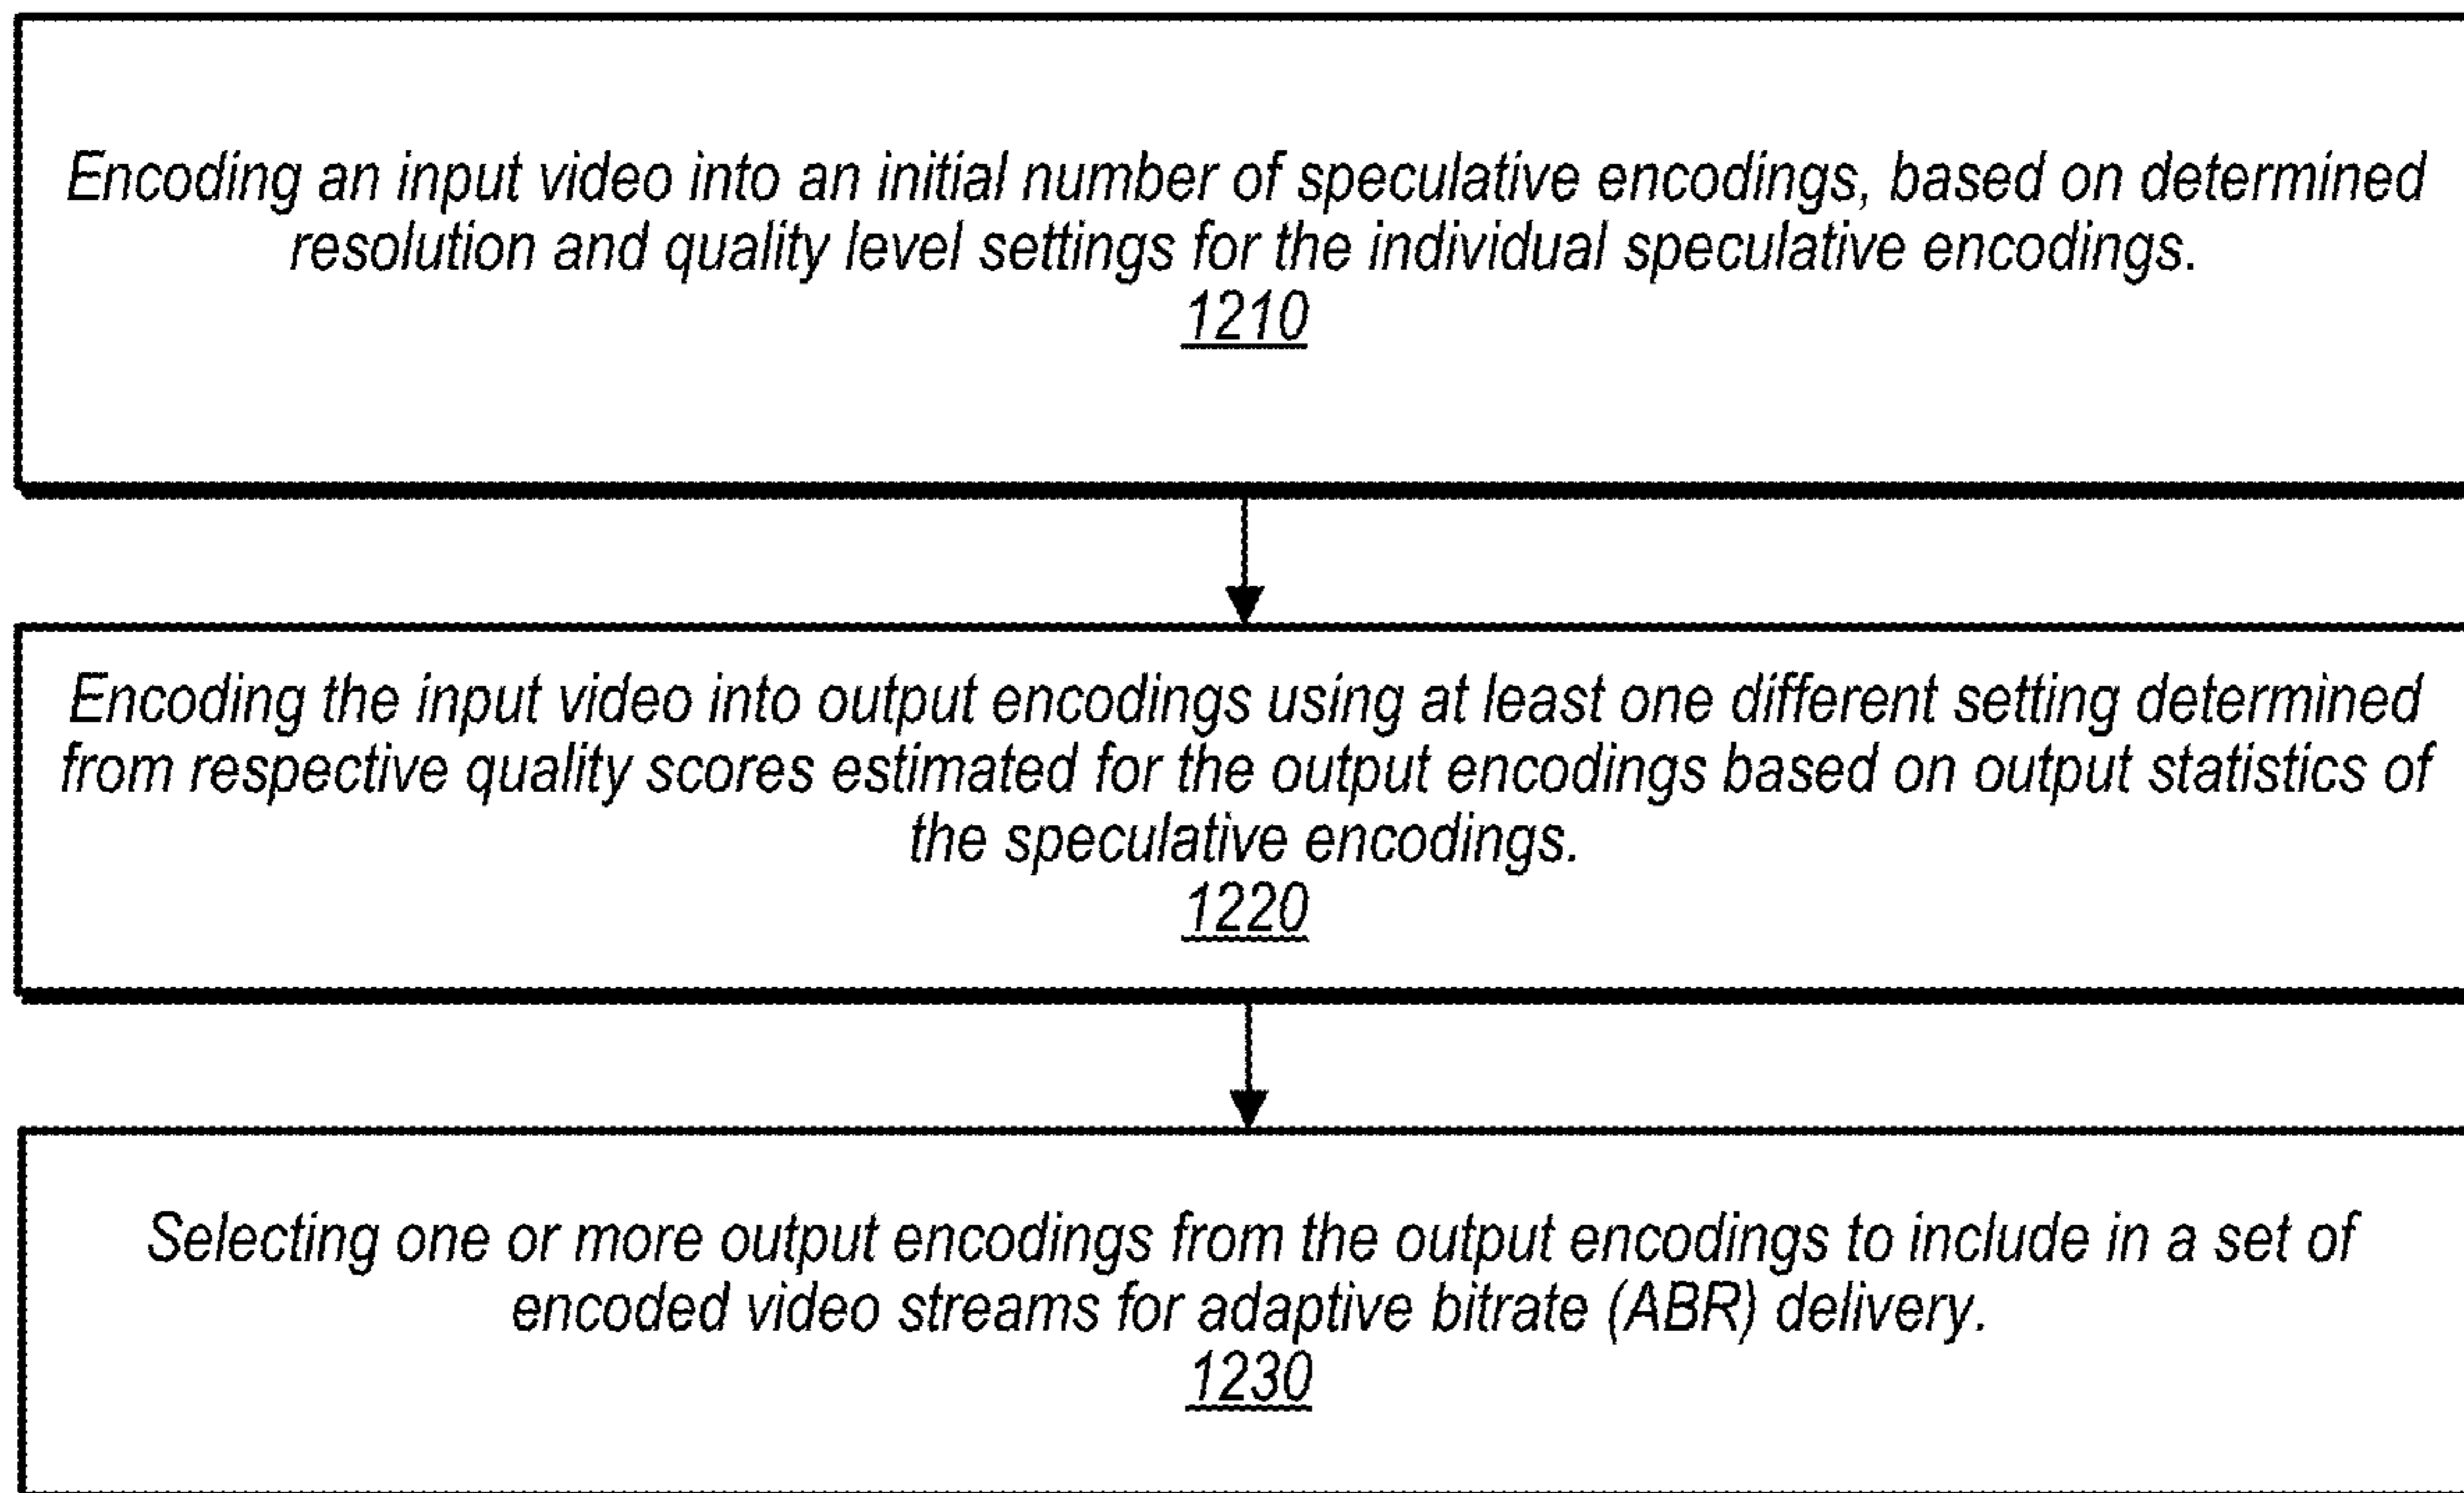 Encoding an input video into an initial number of speculative encodings, based on determined
resolution and quality level settings for the individual speculative encodings.
1210
Encoding the input video into output encodings using at least one different setting determined
from respective quality scores estimated for the output encodings based on output statistics of
the speculative encodings.
1220
Selecting one or more output encodings from the output encodings to include in a set of
encoded video streams for adaptive bitrate (ABR) delivery.
1230